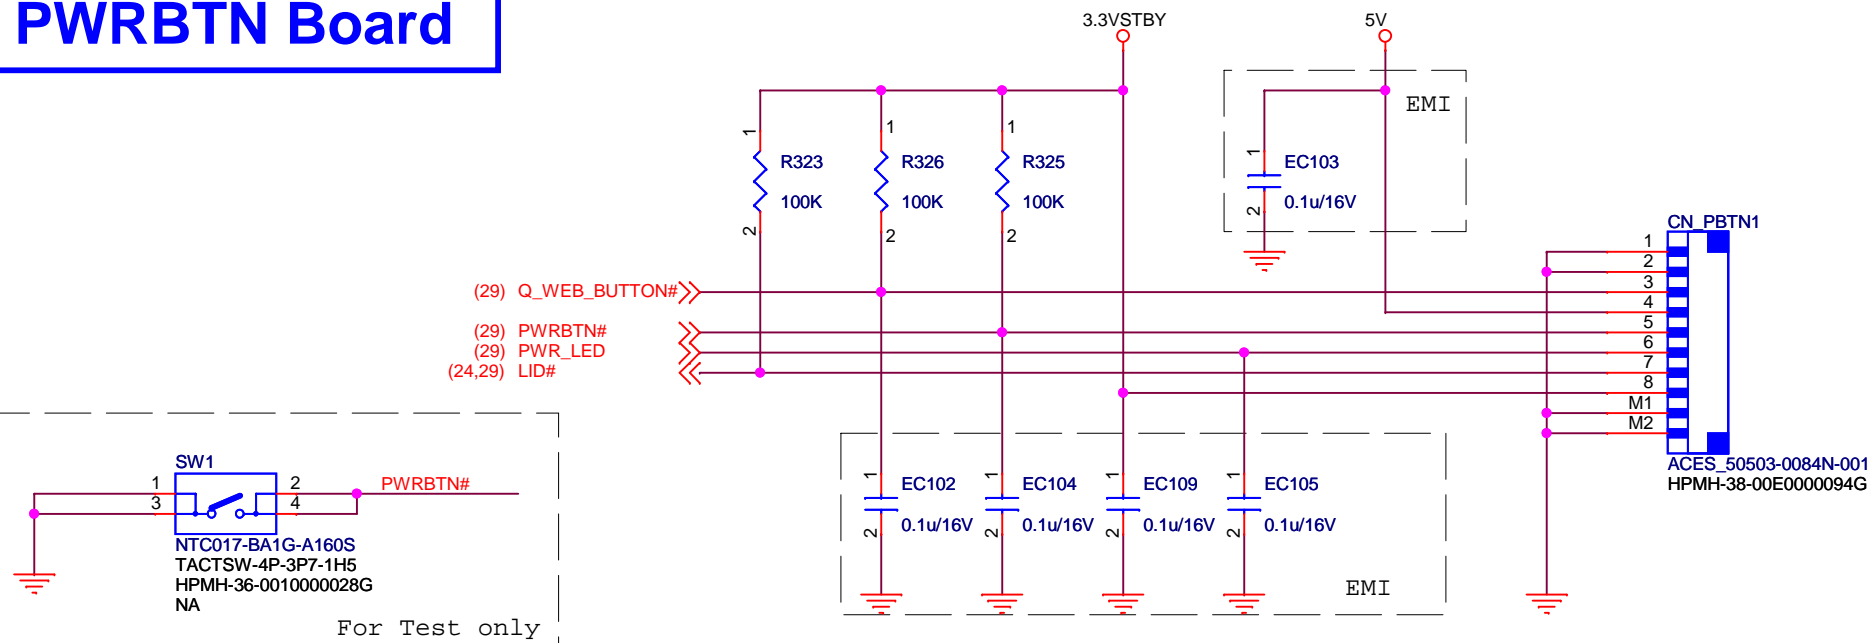 PWRBTN Board
3.3VSTBY
5V
EMI
1
R323
100K
2
1
R326
100K
2
1
R325
100K
2
1
EC103
0.1u/16V
2
CN_PBTN1
1
2
3
4
5
6
7
8
M1
M2
ACES_50503-0084N-001
HPMH-38-00E0000094G
(29) Q_WEB_BUTTON#
(29) PWRBTN#
(29) PWR_LED
(24,29) LID#
SW1
1
3
2
4
PWRBTN#
NTC017-BA1G-A160S
TACTSW-4P-3P7-1H5
HPMH-36-0010000028G
NA
For Test only
1
EC102
0.1u/16V
2
1
EC104
0.1u/16V
2
1
EC109
0.1u/16V
2
1
EC105
0.1u/16V
2
EMI